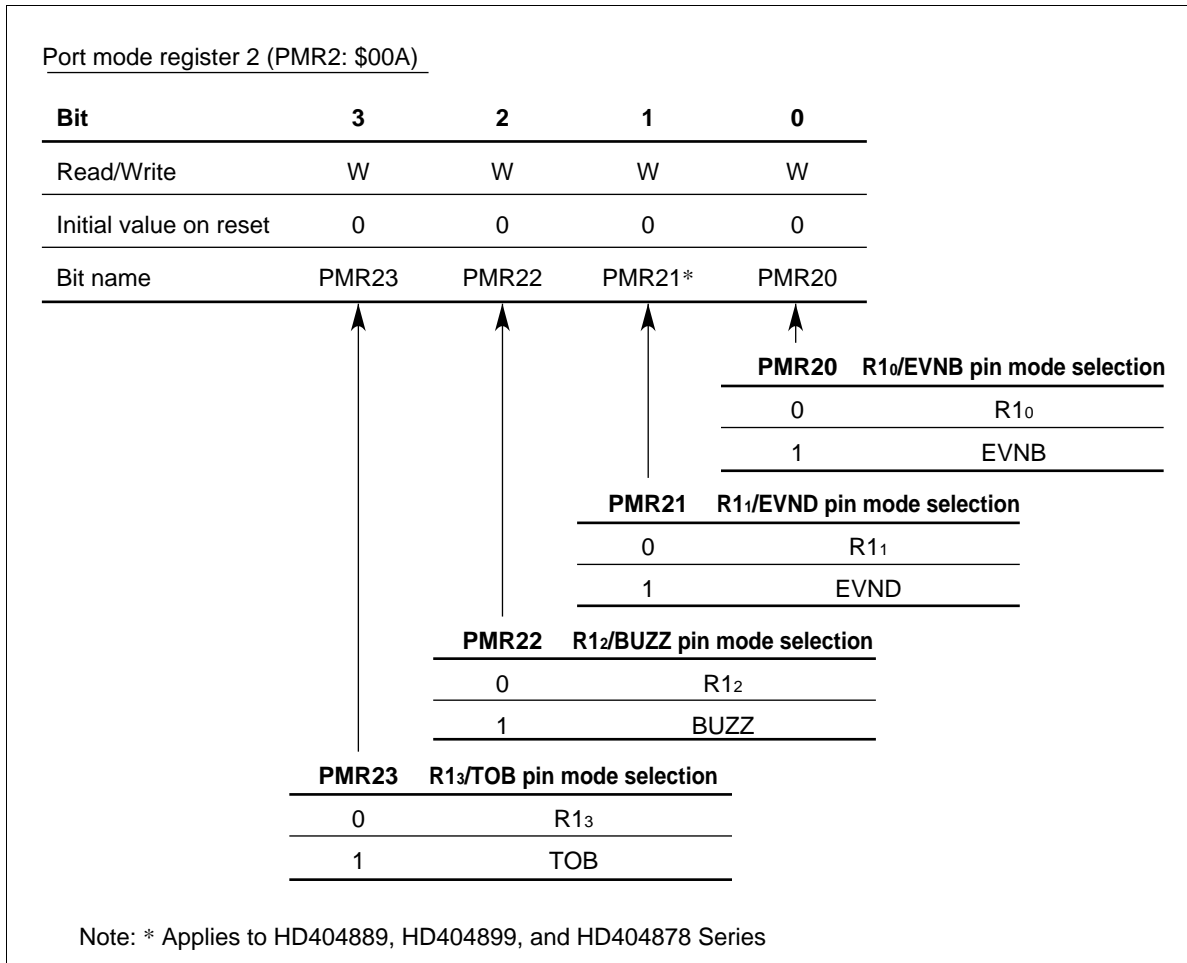 Port mode register 2 (PMR2: $00A)
Bit 3 2 1 0
Read/Write W W W W
Initial value on reset 0 0 0 0
Bit name PMR23 PMR22 PMR21* PMR20
PMR20 R1₀/EVNB pin mode selection
0 R1₀
1 EVNB
PMR21 R1₁/EVND pin mode selection
0 R1₁
1 EVND
PMR22 R1₂/BUZZ pin mode selection
0 R1₂
1 BUZZ
PMR23 R1₃/TOB pin mode selection
0 R1₃
1 TOB
Note: * Applies to HD404889, HD404899, and HD404878 Series